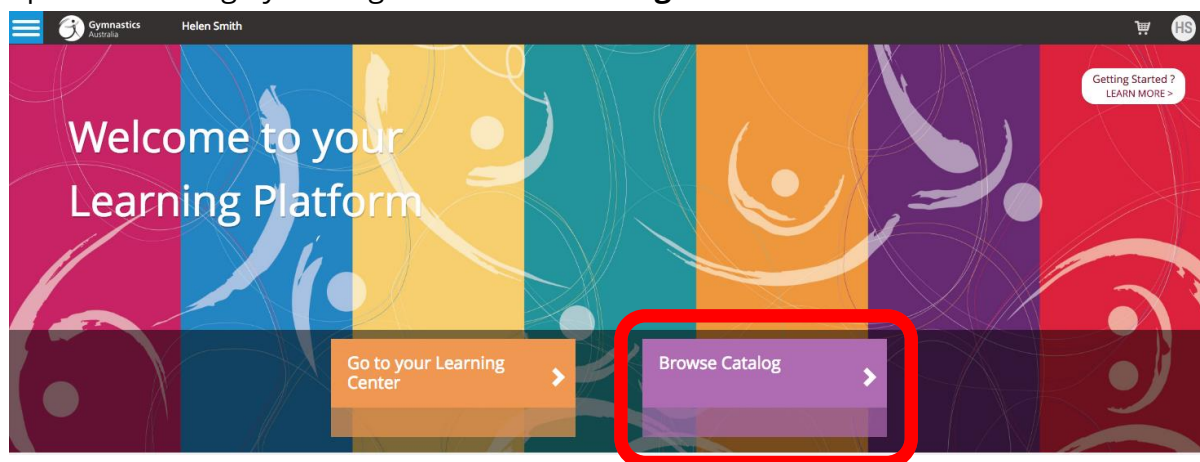 Gymnastics
Australia
Helen Smith
HS
Getting Started ?
LEARN MORE >
Welcome to your
Learning Platform
Go to your Learning
Center
Browse Catalog